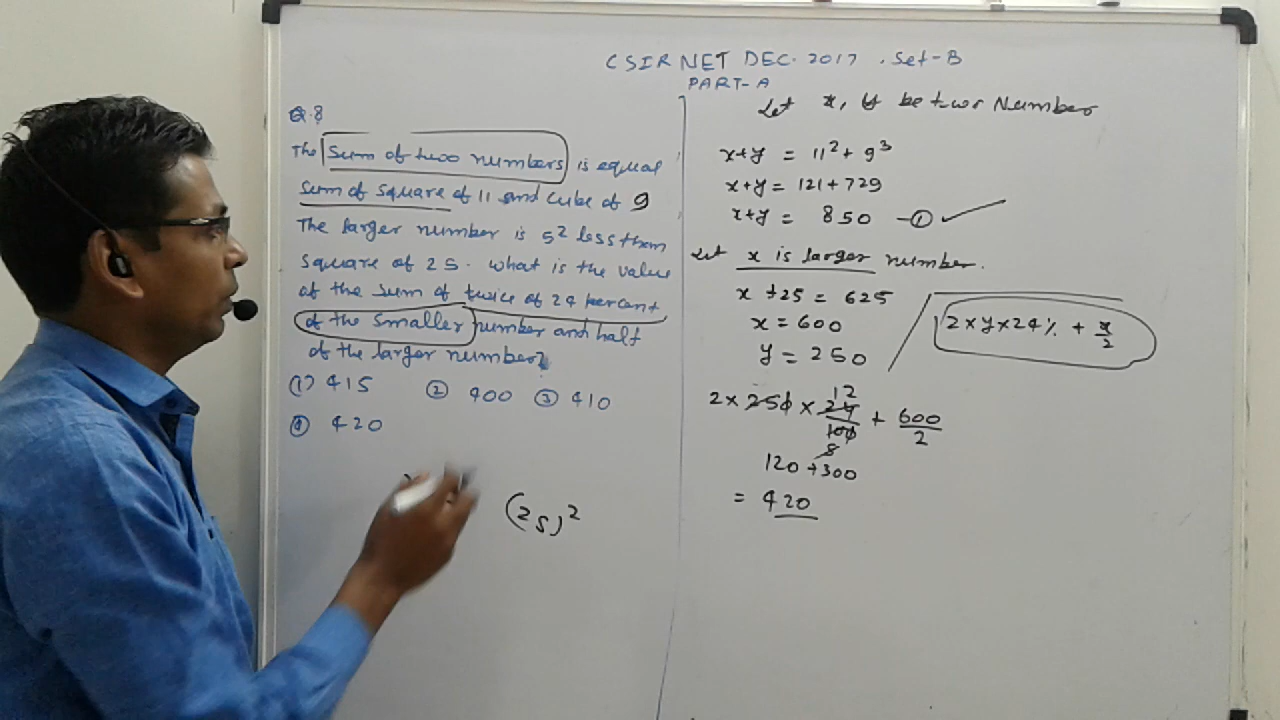 CSIR NET DEC. 2017 . Set-B
PART-A
Q.8
The Sum of two numbers is equal
sum of square of 11 and cube of 9
The larger number is 5² less than
square of 25. What is the value
of the sum of twice of 24 percent
of the smaller number and half
of the larger number?
(1) 415 (2) 400 (3) 410
(4) 420
(25)²
Let x, y be two Number
x+y = 11² + 9³
x+y = 121 + 729
x+y = 850 —(1)
Let x is larger number.
x + 25 = 625
x = 600
y = 250
2 × y × 24% + x/2
2 × 250 × 24/100 + 600/2
12
120 + 300
= 420